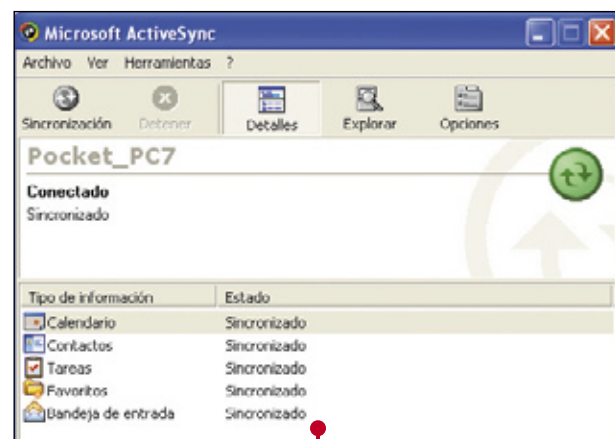 Microsoft ActiveSync
Archivo Ver Herramientas ?
Sincronización Detener Detalles Explorar Opciones
Pocket_PC7
Conectado
Sincronizado
Tipo de información Estado
Calendario Sincronizado
Contactos Sincronizado
Tareas Sincronizado
Favoritos Sincronizado
Bandeja de entrada Sincronizado